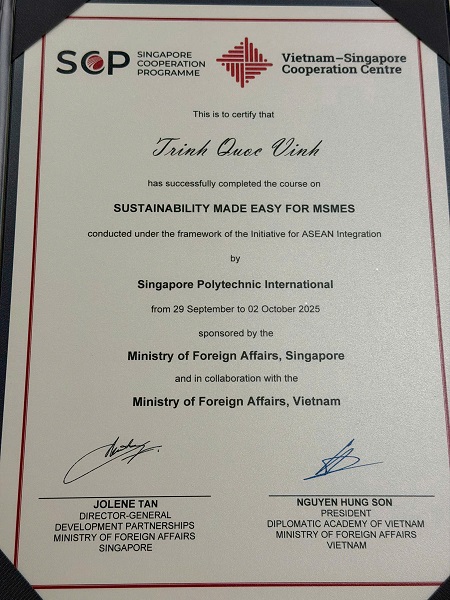 SCP SINGAPORE
COOPERATION
PROGRAMME
Vietnam–Singapore
Cooperation Centre
This is to certify that
Trinh Quoc Vinh
has successfully completed the course on
SUSTAINABILITY MADE EASY FOR MSMES
conducted under the framework of the Initiative for ASEAN Integration
by
Singapore Polytechnic International
from 29 September to 02 October 2025
sponsored by the
Ministry of Foreign Affairs, Singapore
and in collaboration with the
Ministry of Foreign Affairs, Vietnam
JOLENE TAN
DIRECTOR-GENERAL
DEVELOPMENT PARTNERSHIPS
MINISTRY OF FOREIGN AFFAIRS
SINGAPORE
NGUYEN HUNG SON
PRESIDENT
DIPLOMATIC ACADEMY OF VIETNAM
MINISTRY OF FOREIGN AFFAIRS
VIETNAM